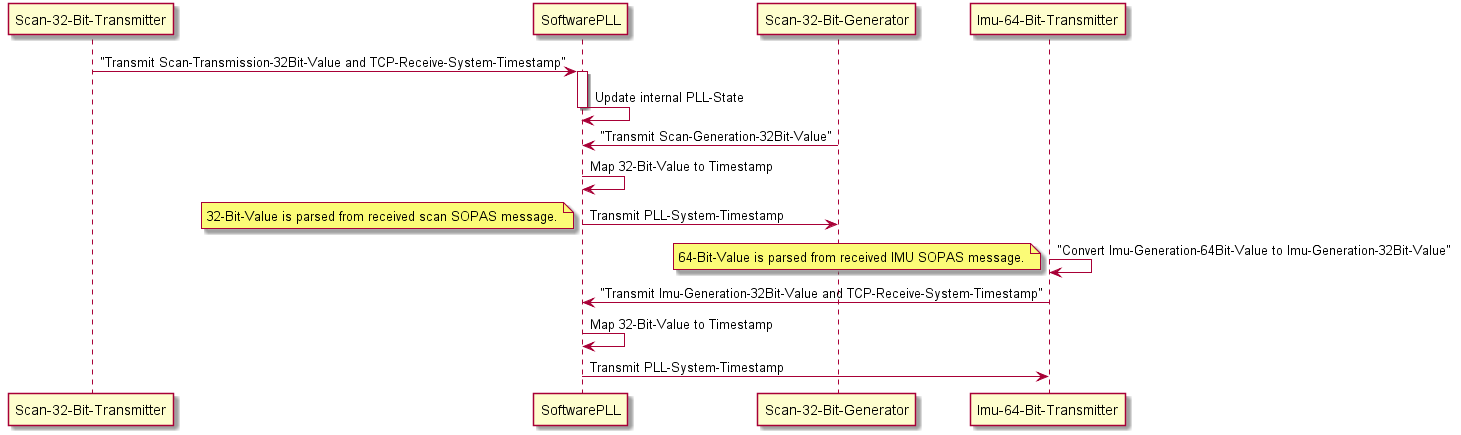 Scan-32-Bit-Transmitter
SoftwarePLL
Scan-32-Bit-Generator
Imu-64-Bit-Transmitter
"Transmit Scan-Transmission-32Bit-Value and TCP-Receive-System-Timestamp"
Update internal PLL-State
"Transmit Scan-Generation-32Bit-Value"
Map 32-Bit-Value to Timestamp
32-Bit-Value is parsed from received scan SOPAS message.
Transmit PLL-System-Timestamp
64-Bit-Value is parsed from received IMU SOPAS message.
"Convert Imu-Generation-64Bit-Value to Imu-Generation-32Bit-Value"
"Transmit Imu-Generation-32Bit-Value and TCP-Receive-System-Timestamp"
Map 32-Bit-Value to Timestamp
Transmit PLL-System-Timestamp
Scan-32-Bit-Transmitter
SoftwarePLL
Scan-32-Bit-Generator
Imu-64-Bit-Transmitter